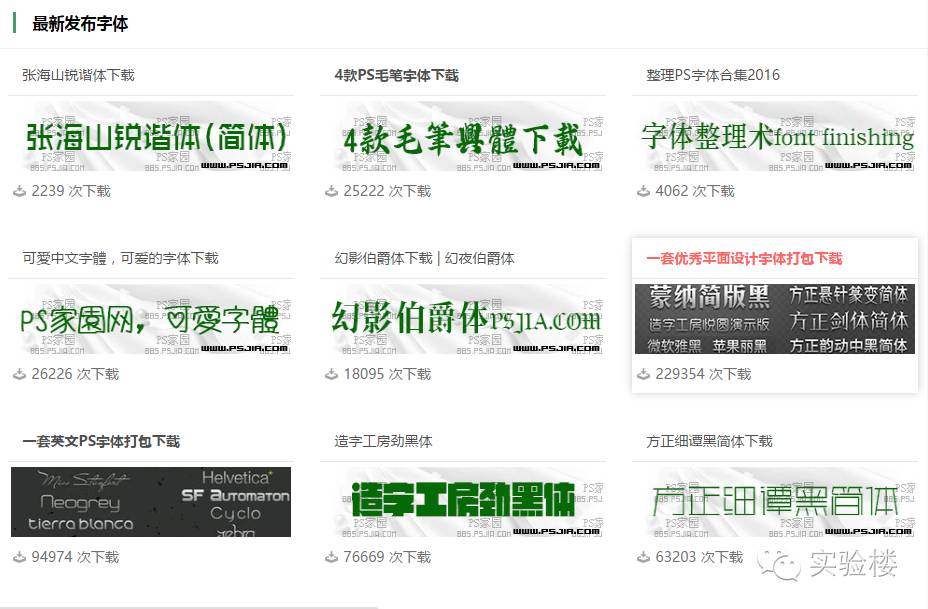 最新发布字体
张海山锐谐体下载
张海山锐谐体(简体)
PS家园
BBS.PSJIA.COM
www.PSJIA.com
2239 次下载
4款PS毛笔字体下载
4款毛筆興體下載
PS家园
BBS.PSJIA.COM
www.PSJIA.com
25222 次下载
整理PS字体合集2016
字体整理术font finishing
PS家园
BBS.PSJIA.COM
www.PSJIA.com
4062 次下载
可愛中文字體，可爱的字体下载
PS家園网，可愛字體
PS家园
BBS.PSJIA.COM
www.PSJIA.com
26226 次下载
幻影伯爵体下载 | 幻夜伯爵体
幻影伯爵体PSJIA.COM
PS家园
BBS.PSJIA.COM
www.PSJIA.com
18095 次下载
一套优秀平面设计字体打包下载
蒙纳简版黑 方正悬针篆变简体
造字工房悦圆演示版 方正剑体简体
微软雅黑 苹果丽黑 方正韵动中黑简体
229354 次下载
一套英文PS字体打包下载
Miss Stanfort Helvetica
Neogrey SF Automaton
tierra blanca Cyclo
zebra
94974 次下载
造字工房劲黑体
造字工房劲黑体
PS家园
BBS.PSJIA.COM
www.PSJIA.com
76669 次下载
方正细谭黑简体下载
方正细谭黑简体
PS家园
BBS.PSJIA.COM
www.PSJIA.com
63203 次下载
实验楼